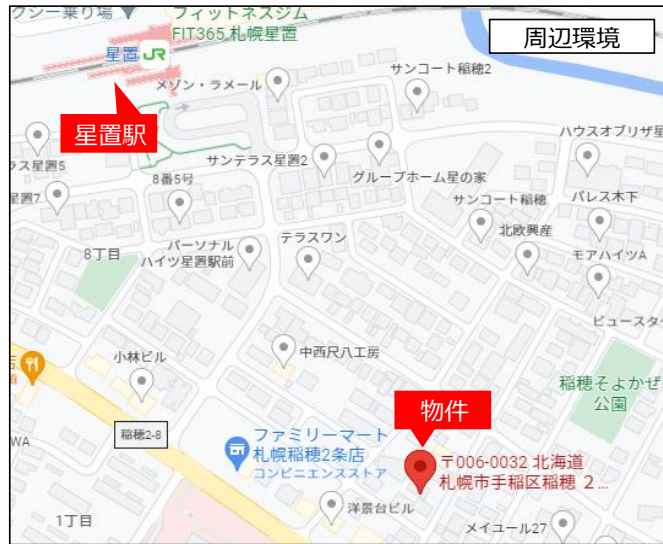 クシー乗り場
フィットネスジム
FIT365 札幌星置
周辺環境
星置 JR
メゾン・ラメール
サンコート稲穂2
星置駅
ハウスオブリザ星
ラス星置5
サンテラス星置2
グループホーム星の家
8番5号
星置7
サンコート稲穂
パレス木下
北欧興産
パーソナル
ハイツ星置駅前
テラスワン
8丁目
モアハイツA
ビュースター
小林ビル
中西尺八工房
稲穂そよかぜ
公園
物件
店
稲穂2-8
WA
ファミリーマート
札幌稲穂2条店
コンビニエンスストア
〒006-0032 北海道
札幌市手稲区稲穂 2...
洋景台ビル
1丁目
メイユール27